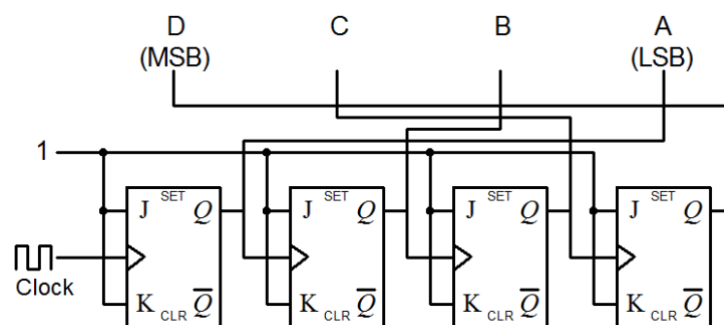 D C B A
(MSB) (LSB)
1
SET SET SET SET
J Q J Q J Q J Q
Clock
K CLR Q̅ K CLR Q̅ K CLR Q̅ K CLR Q̅